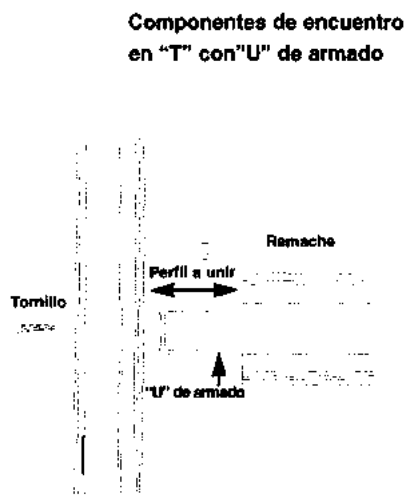 Componentes de encuentro
en “T” con”U” de armado
Remache
Perfil a unir
Tornillo
“U” de armado